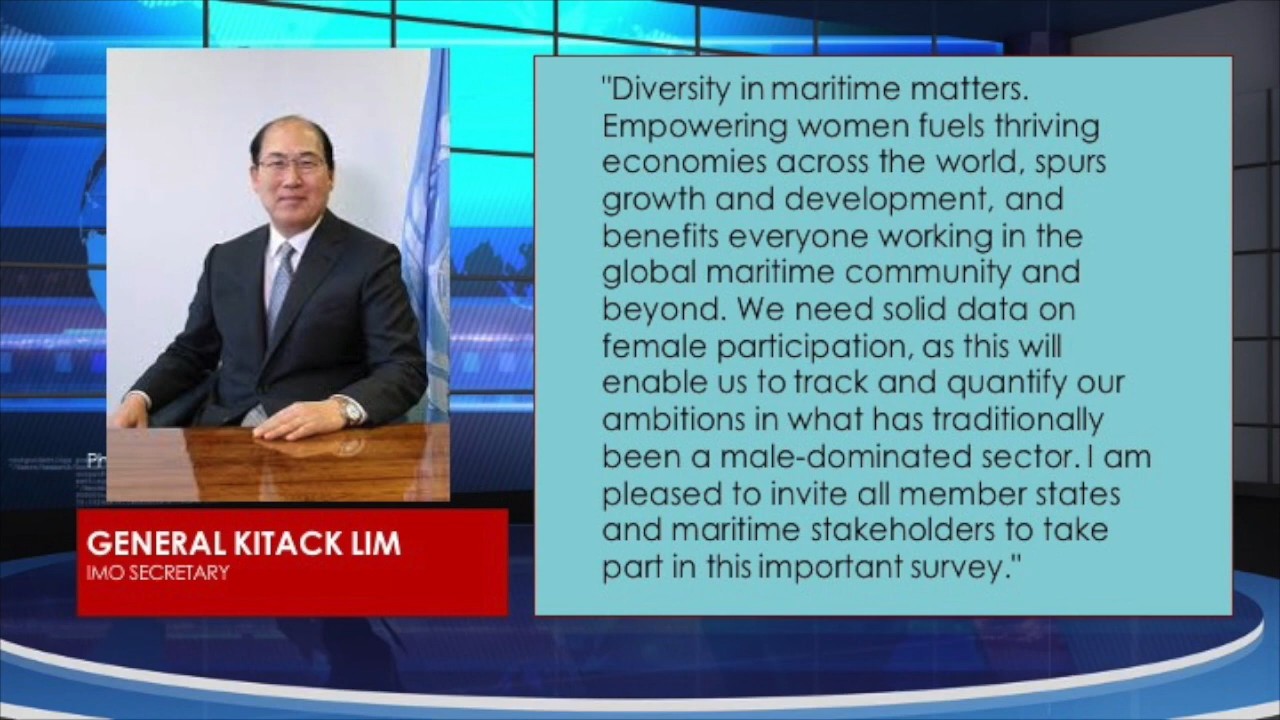 "Diversity in maritime matters.
Empowering women fuels thriving
economies across the world, spurs
growth and development, and
benefits everyone working in the
global maritime community and
beyond. We need solid data on
female participation, as this will
enable us to track and quantify our
ambitions in what has traditionally
been a male-dominated sector. I am
pleased to invite all member states
and maritime stakeholders to take
part in this important survey."
Ph
GENERAL KITACK LIM
IMO SECRETARY